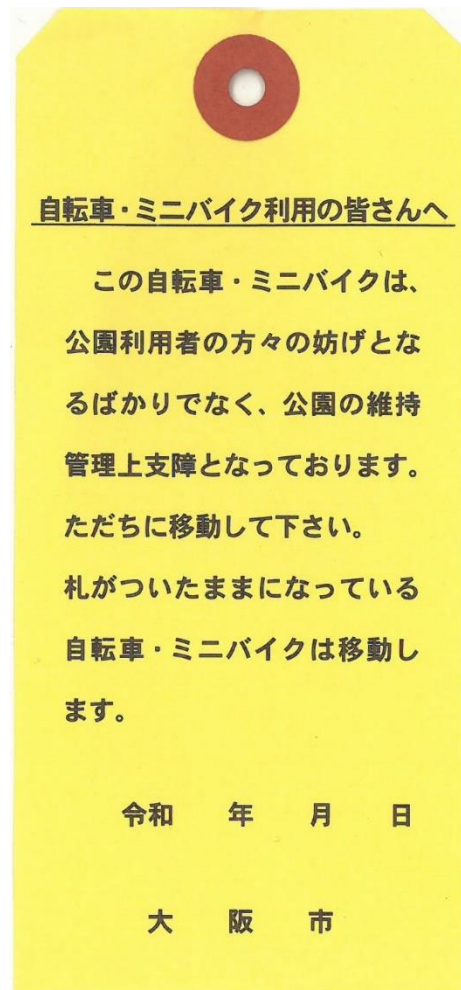 自転車・ミニバイク利用の皆さんへ
この自転車・ミニバイクは、
公園利用者の方々の妨げとな
るばかりでなく、公園の維持
管理上支障となっております。
ただちに移動して下さい。
札がついたままになっている
自転車・ミニバイクは移動し
ます。
令和　年　月　日
大　阪　市